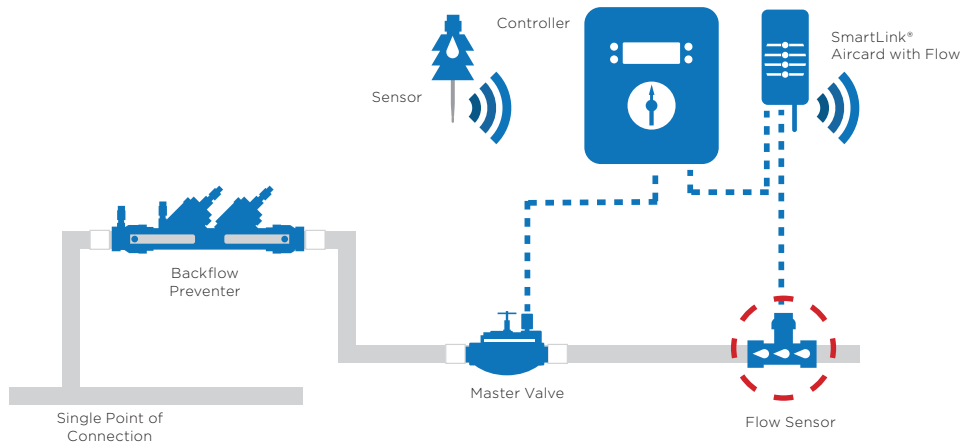 Controller
SmartLink®
Aircard with Flow
Sensor
Backflow
Preventer
Master Valve
Single Point of
Connection
Flow Sensor